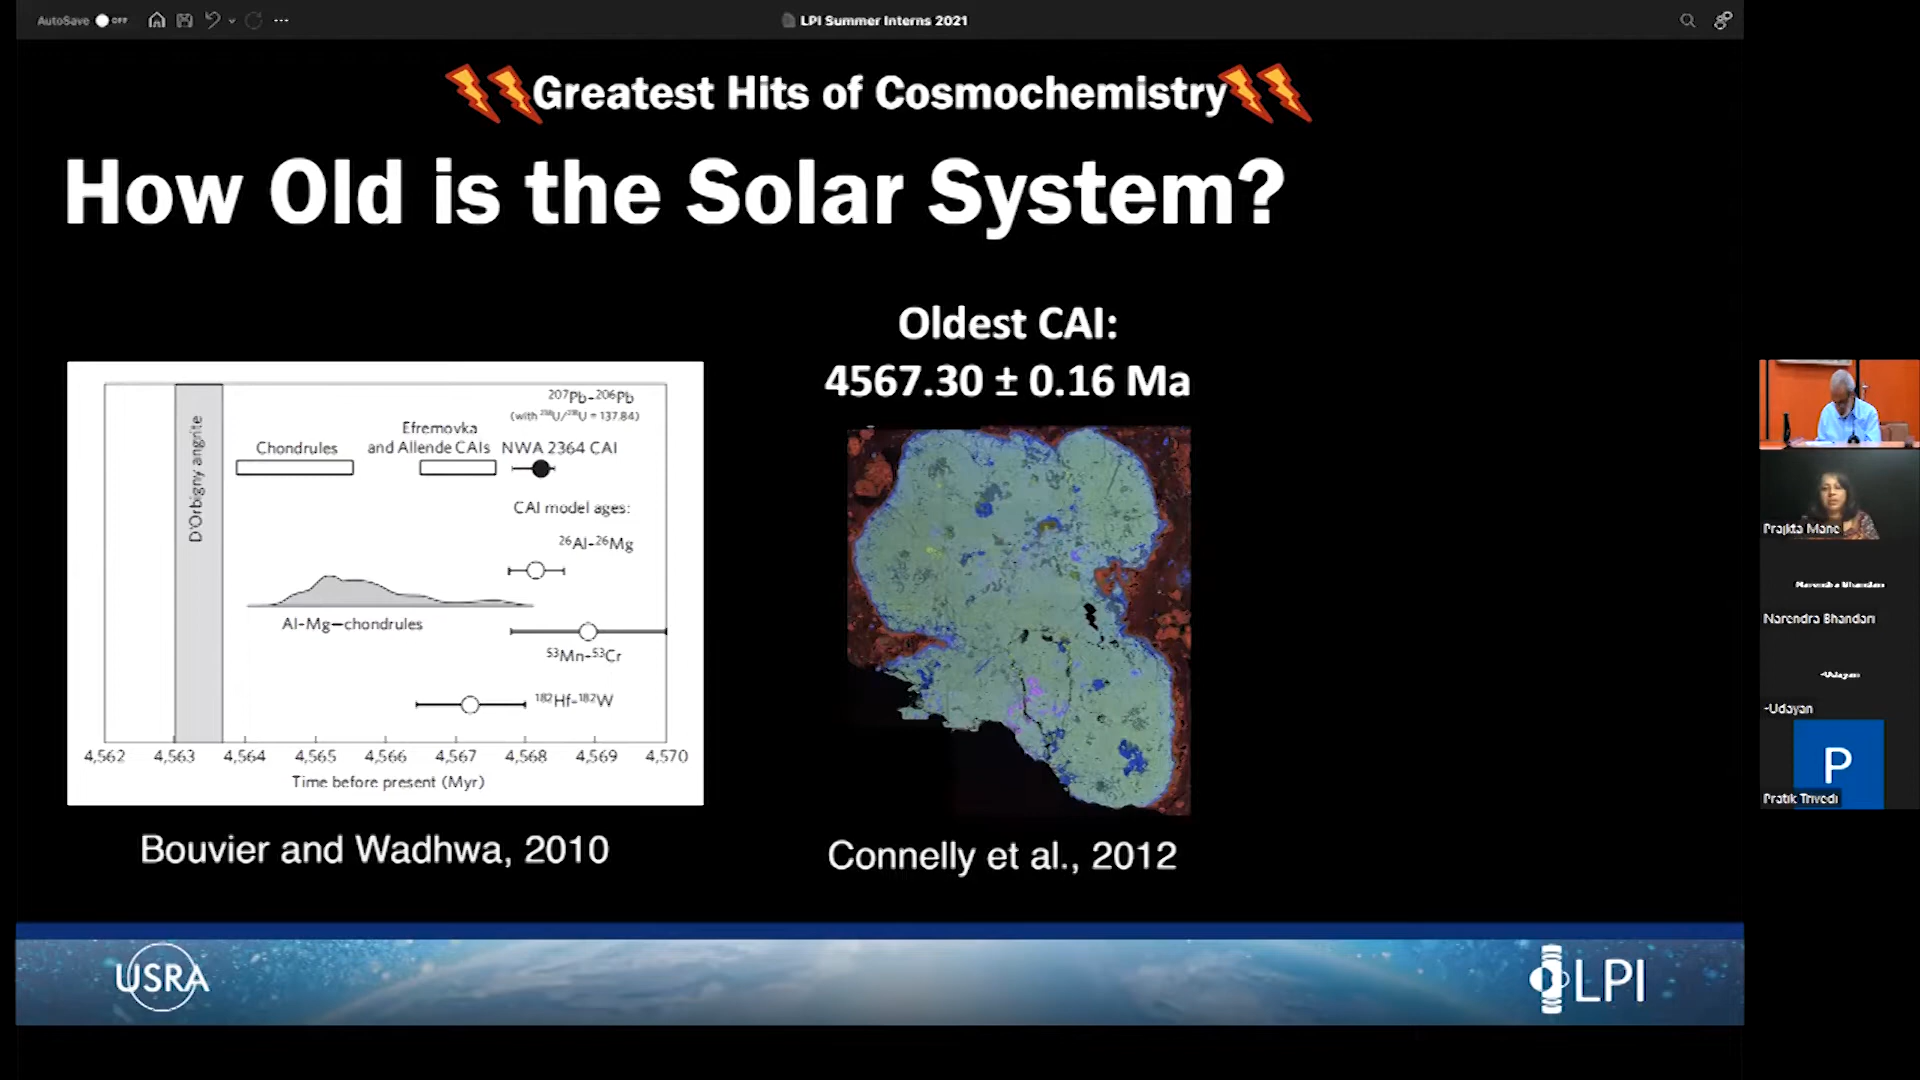 AutoSave OFF
LPI Summer Interns 2021
Greatest Hits of Cosmochemistry
How Old is the Solar System?
²⁰⁷Pb-²⁰⁶Pb
(with ²³⁸U/²³⁵U = 137.84)
Efremovka
and Allende CAIs
NWA 2364 CAI
Chondrules
D'Orbigny angrite
CAI model ages:
²⁶Al-²⁶Mg
Al-Mg—chondrules
⁵³Mn-⁵³Cr
¹⁸²Hf-¹⁸²W
4,562 4,563 4,564 4,565 4,566 4,567 4,568 4,569 4,570
Time before present (Myr)
Bouvier and Wadhwa, 2010
Oldest CAI:
4567.30 ± 0.16 Ma
Connelly et al., 2012
USRA
LPI
Prajkta Mane
Narendra Bhandari
Narendra Bhandari
-Udayan
-Udayan
P
Pratik Trivedi